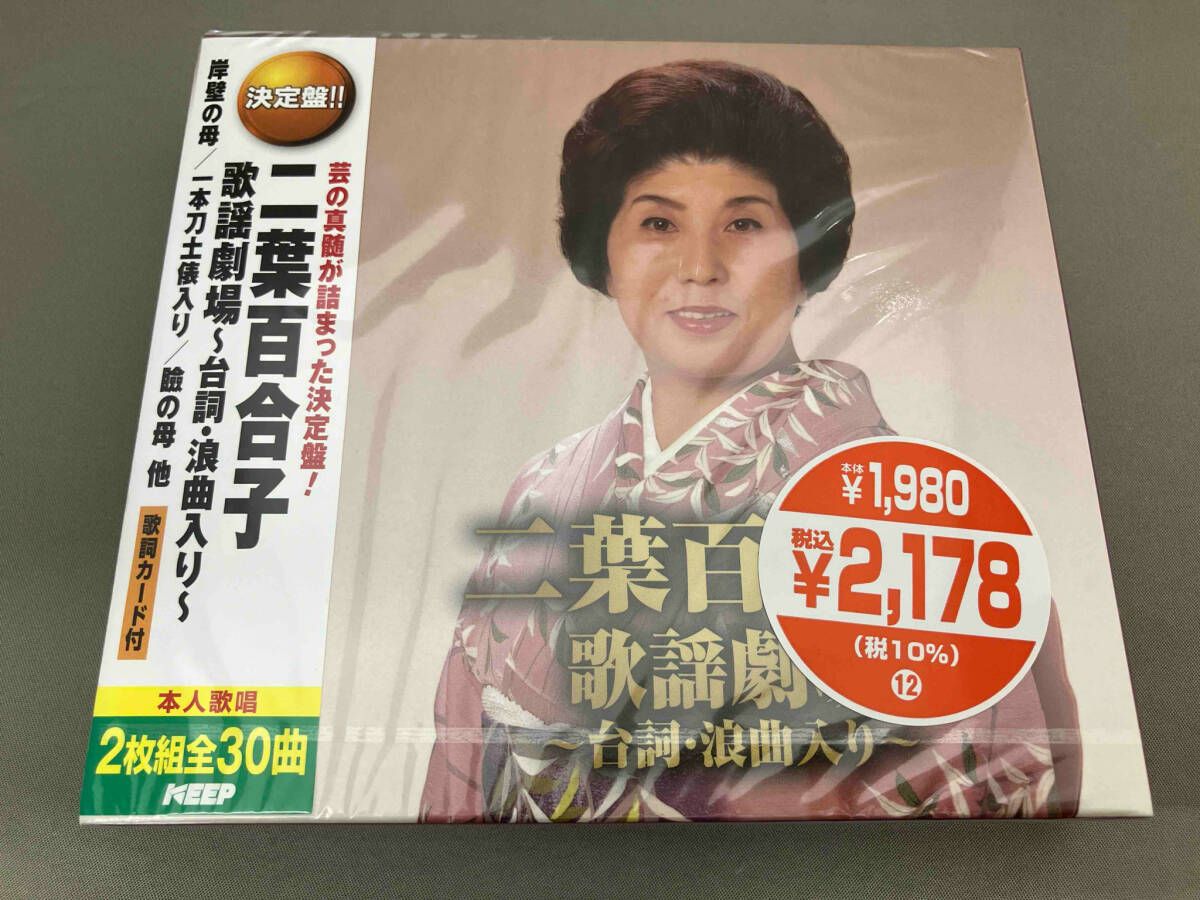 決定盤!!
芸の真随が詰まった決定盤!
二葉百合子
歌謡劇場~台詞・浪曲入り~
岸壁の母/一本刀土俵入り/瞼の母 他
歌詞カード付
本人歌唱
2枚組全30曲
KEEP
二葉百
歌謡劇
~台詞・浪曲入り~
本体
¥1,980
税込
¥2,178
(税10%)
⑫